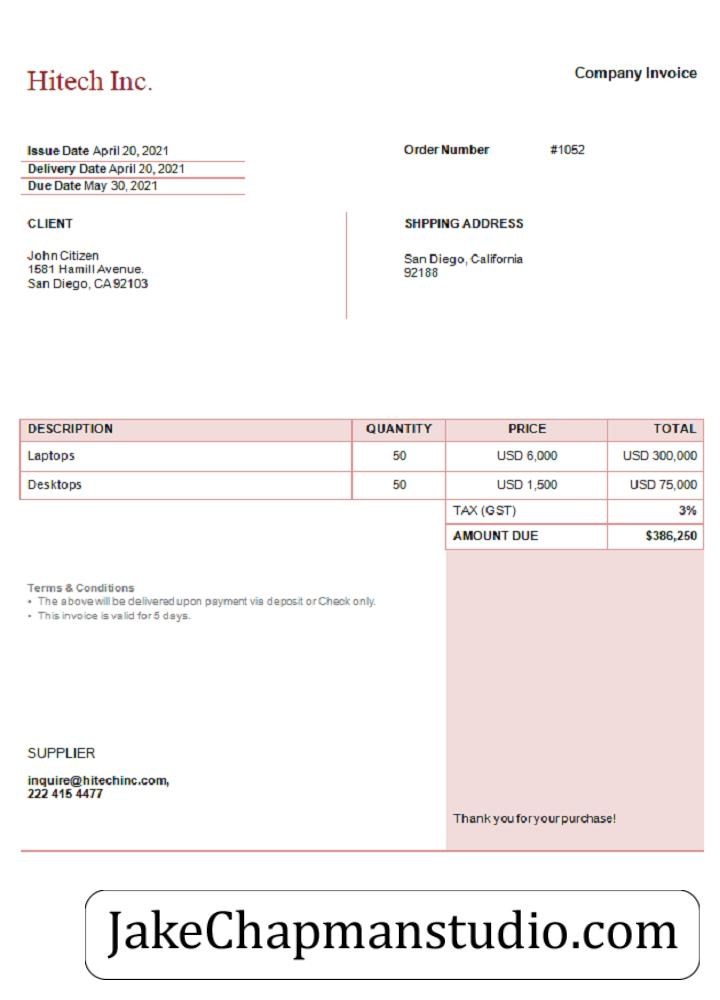 Hitech Inc.
Company Invoice
Issue Date April 20, 2021
Delivery Date April 20, 2021
Due Date May 30, 2021
Order Number #1052
CLIENT
John Citizen
1581 Hamill Avenue.
San Diego, CA 92103
SHPPING ADDRESS
San Diego, California
92188
DESCRIPTION QUANTITY PRICE TOTAL
Laptops 50 USD 6,000 USD 300,000
Desktops 50 USD 1,500 USD 75,000
TAX (GST) 3%
AMOUNT DUE $386,250
Terms & Conditions
• The above will be delivered upon payment via deposit or Check only.
• This invoice is valid for 5 days.
SUPPLIER
inquire@hitechinc.com,
222 415 4477
Thank you for your purchase!
JakeChapmanstudio.com